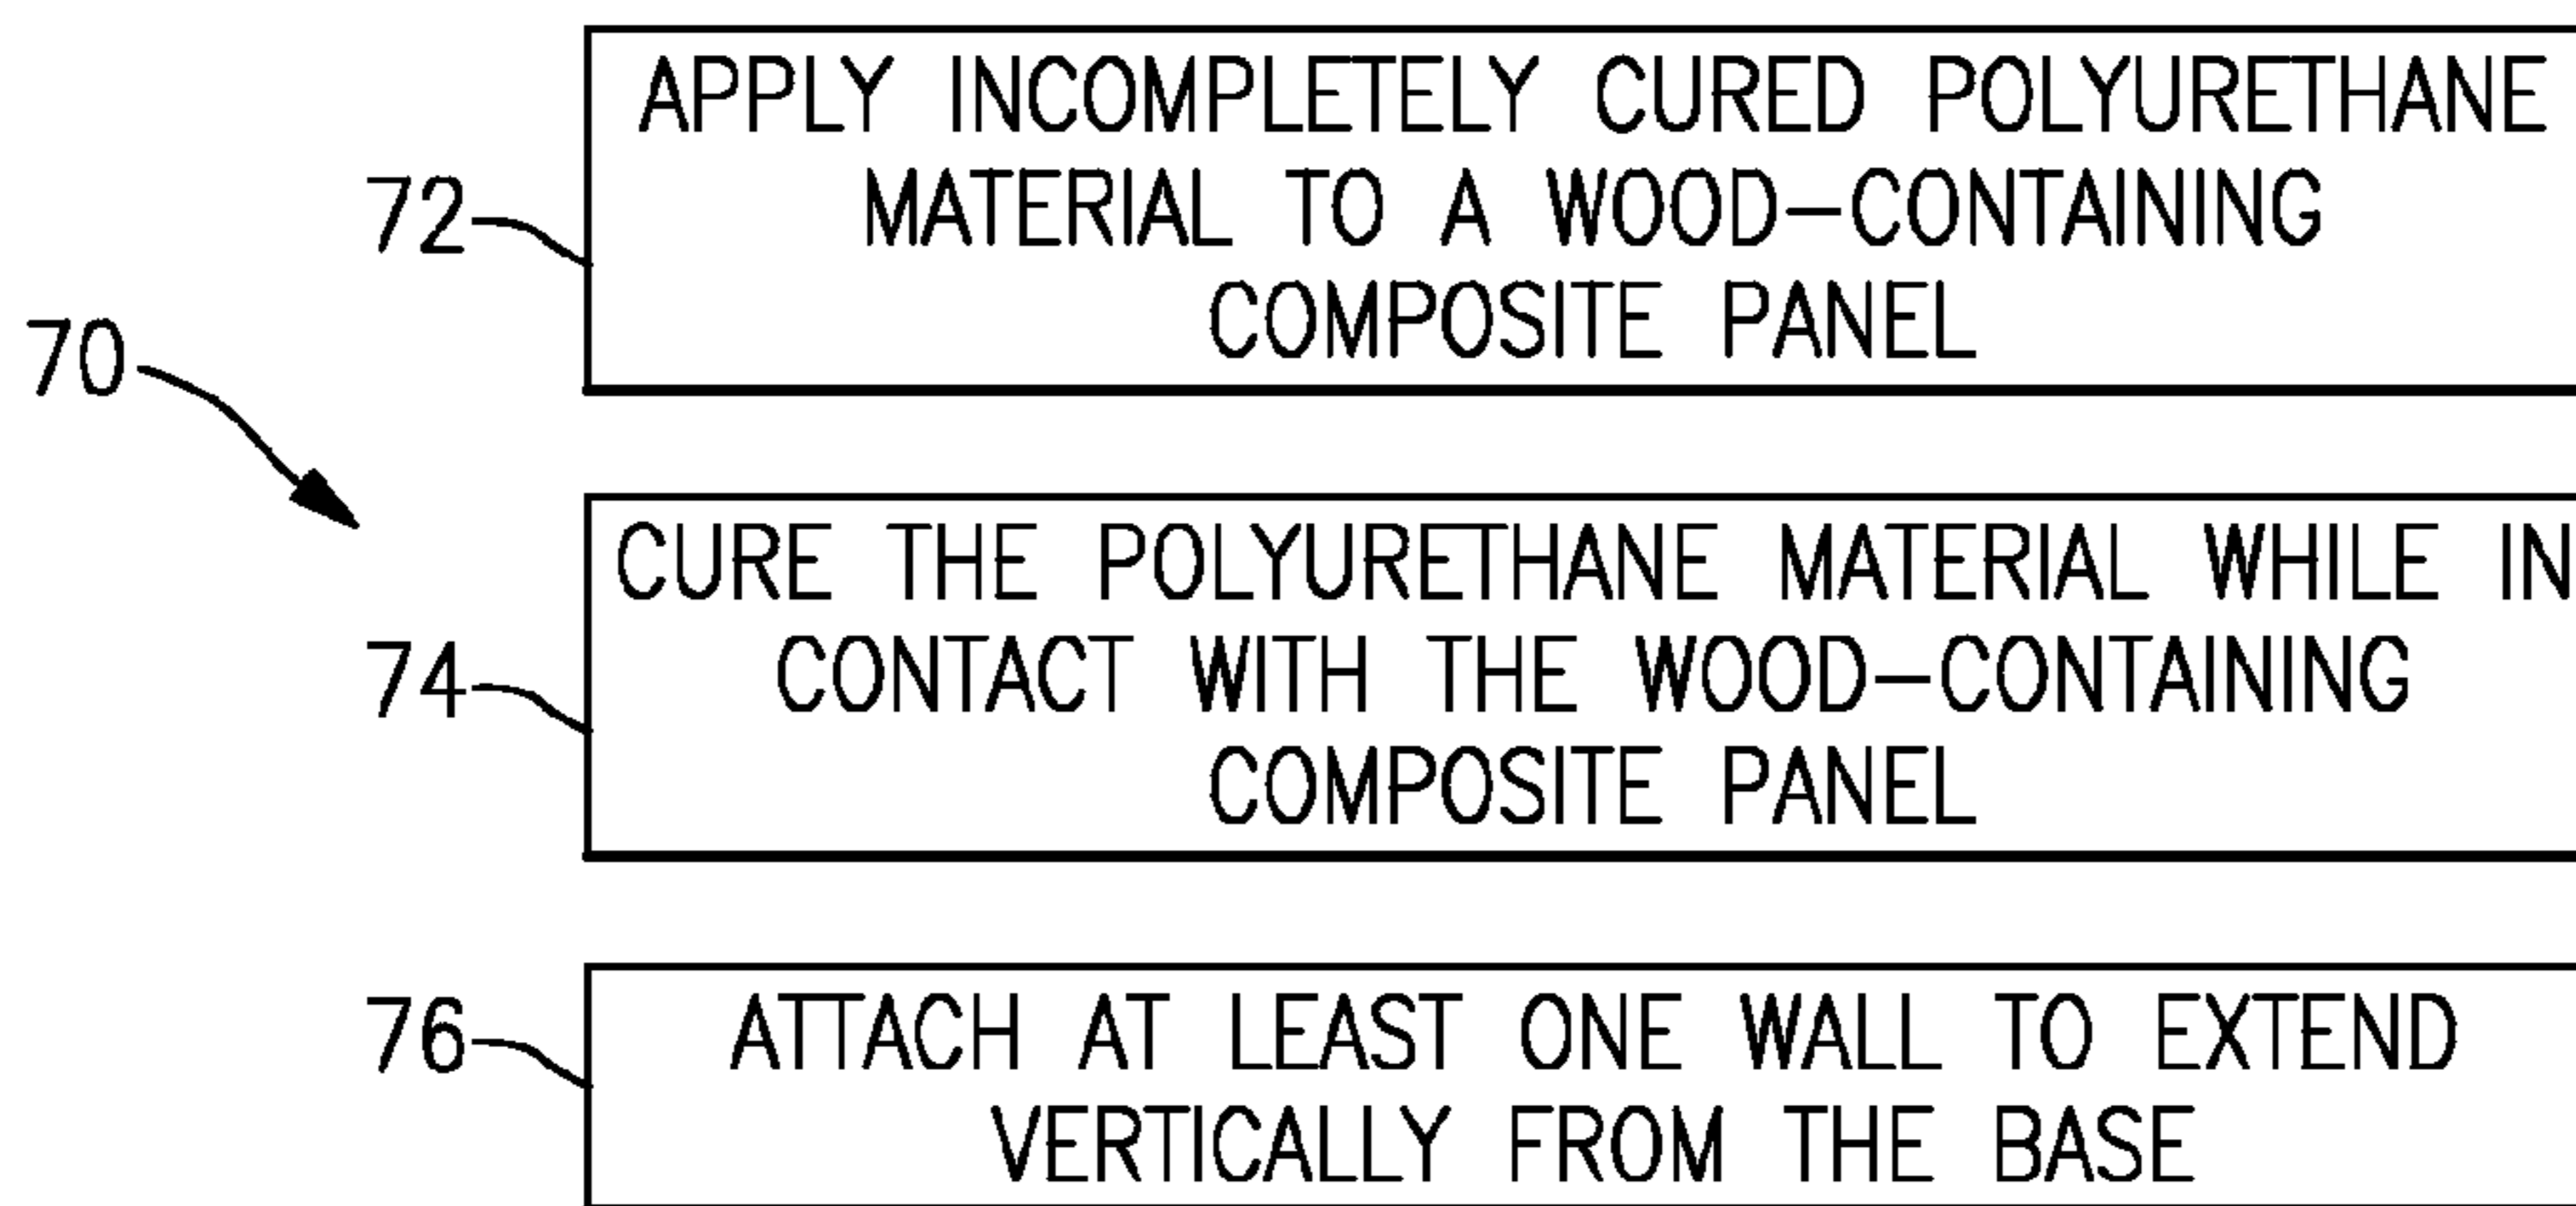 APPLY INCOMPLETELY CURED POLYURETHANE
MATERIAL TO A WOOD-CONTAINING
COMPOSITE PANEL
72
70
CURE THE POLYURETHANE MATERIAL WHILE IN
CONTACT WITH THE WOOD-CONTAINING
COMPOSITE PANEL
74
ATTACH AT LEAST ONE WALL TO EXTEND
VERTICALLY FROM THE BASE
76